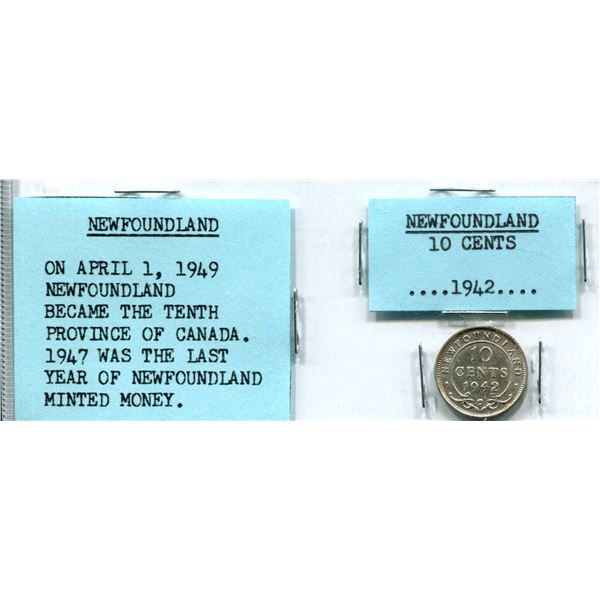 NEWFOUNDLAND
ON APRIL 1, 1949
NEWFOUNDLAND
BECAME THE TENTH
PROVINCE OF CANADA.
1947 WAS THE LAST
YEAR OF NEWFOUNDLAND
MINTED MONEY.
NEWFOUNDLAND
10 CENTS
....1942....
NEWFOUNDLAND
10
CENTS
1942